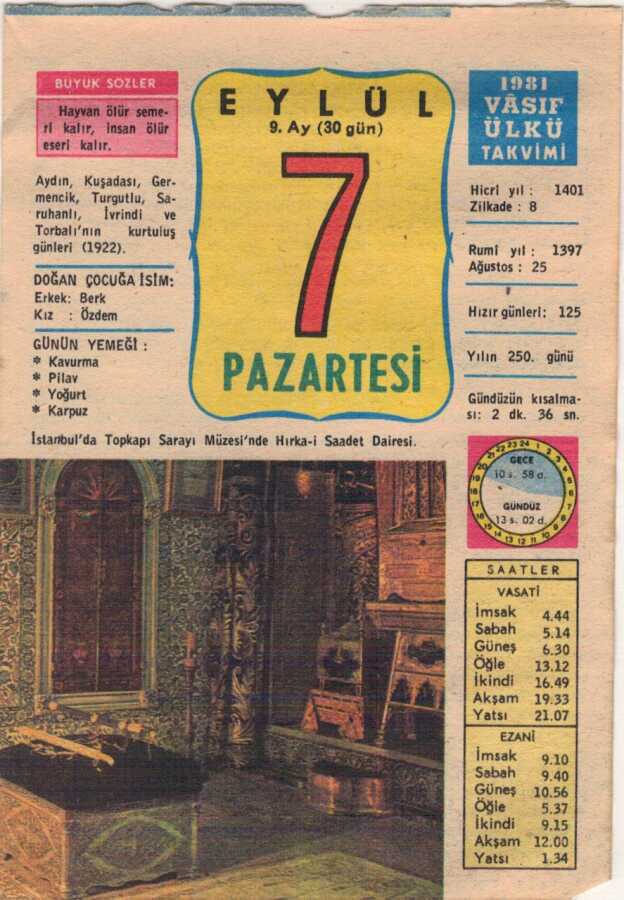 BÜYÜK SÖZLER
Hayvan ölür seme-
ri kalır, insan ölür
eseri kalır.
Aydın, Kuşadası, Ger-
mencik, Turgutlu, Sa-
ruhanlı, İvrindi ve
Torbalı'nın kurtuluş
günleri (1922).
DOĞAN ÇOCUĞA İSİM:
Erkek: Berk
Kız : Özdem
GÜNÜN YEMEĞİ :
* Kavurma
* Pilav
* Yoğurt
* Karpuz
EYLÜL
9. Ay (30 gün)
7
PAZARTESİ
1981
VÂSIF
ÜLKÜ
TAKVİMİ
Hicri yıl : 1401
Zilkade : 8
Rumi yıl : 1397
Ağustos : 25
Hızır günleri: 125
Yılın 250. günü
Gündüzün kısalma-
sı: 2 dk. 36 sn.
İstanbul'da Topkapı Sarayı Müzesi'nde Hırka-i Saadet Dairesi.
GECE
10 s. 58 d.
GÜNDÜZ
13 s. 02 d.
SAATLER
VASATİ
İmsak 4.44
Sabah 5.14
Güneş 6.30
Öğle 13.12
İkindi 16.49
Akşam 19.33
Yatsı 21.07
EZANİ
İmsak 9.10
Sabah 9.40
Güneş 10.56
Öğle 5.37
İkindi 9.15
Akşam 12.00
Yatsı 1.34